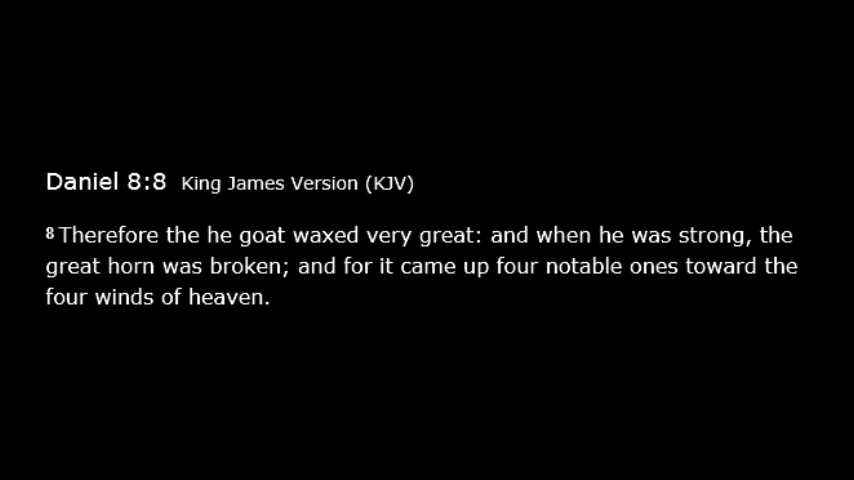 Daniel 8:8 King James Version (KJV)
8 Therefore the he goat waxed very great: and when he was strong, the
great horn was broken; and for it came up four notable ones toward the
four winds of heaven.